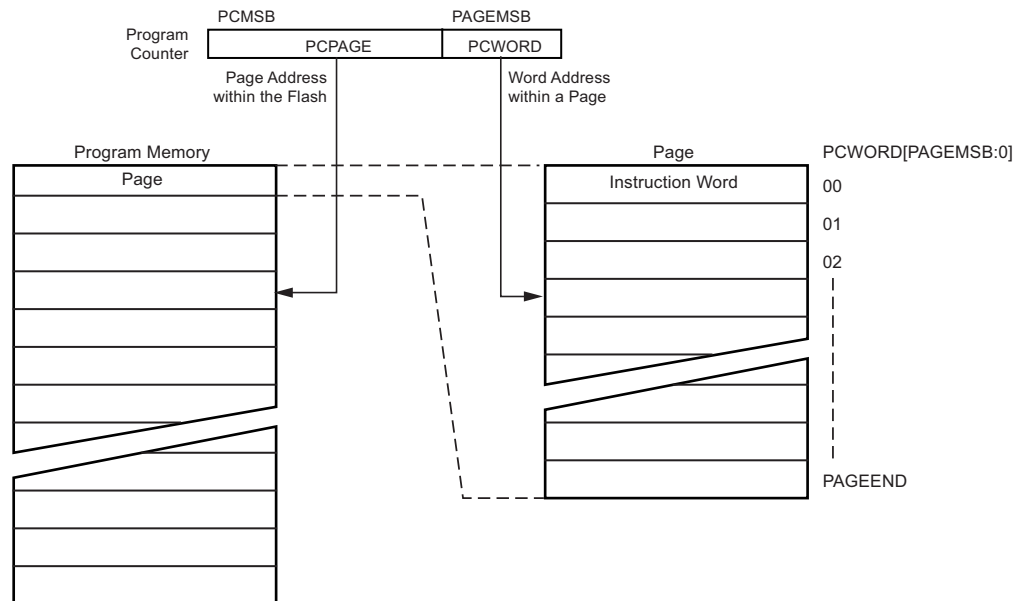 PCMSB PAGEMSB
Program
Counter
PCPAGE PCWORD
Page Address
within the Flash
Word Address
within a Page
Program Memory
Page
Page
Instruction Word
PCWORD[PAGEMSB:0]
00
01
02
PAGEEND